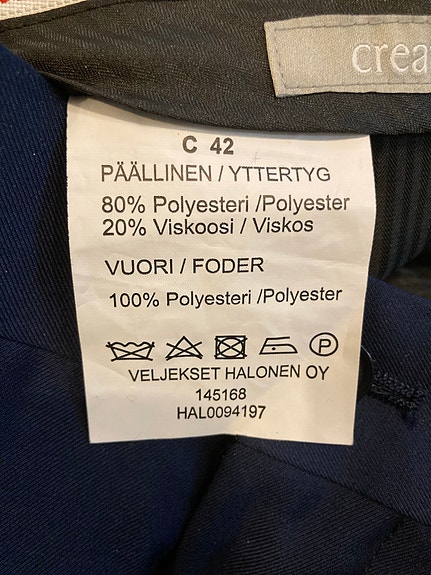 C 42
PÄÄLLINEN / YTTERTYG
80% Polyesteri /Polyester
20% Viskoosi / Viskos
VUORI / FODER
100% Polyesteri /Polyester
P
VELJEKSET HALONEN OY
145168
HAL0094197